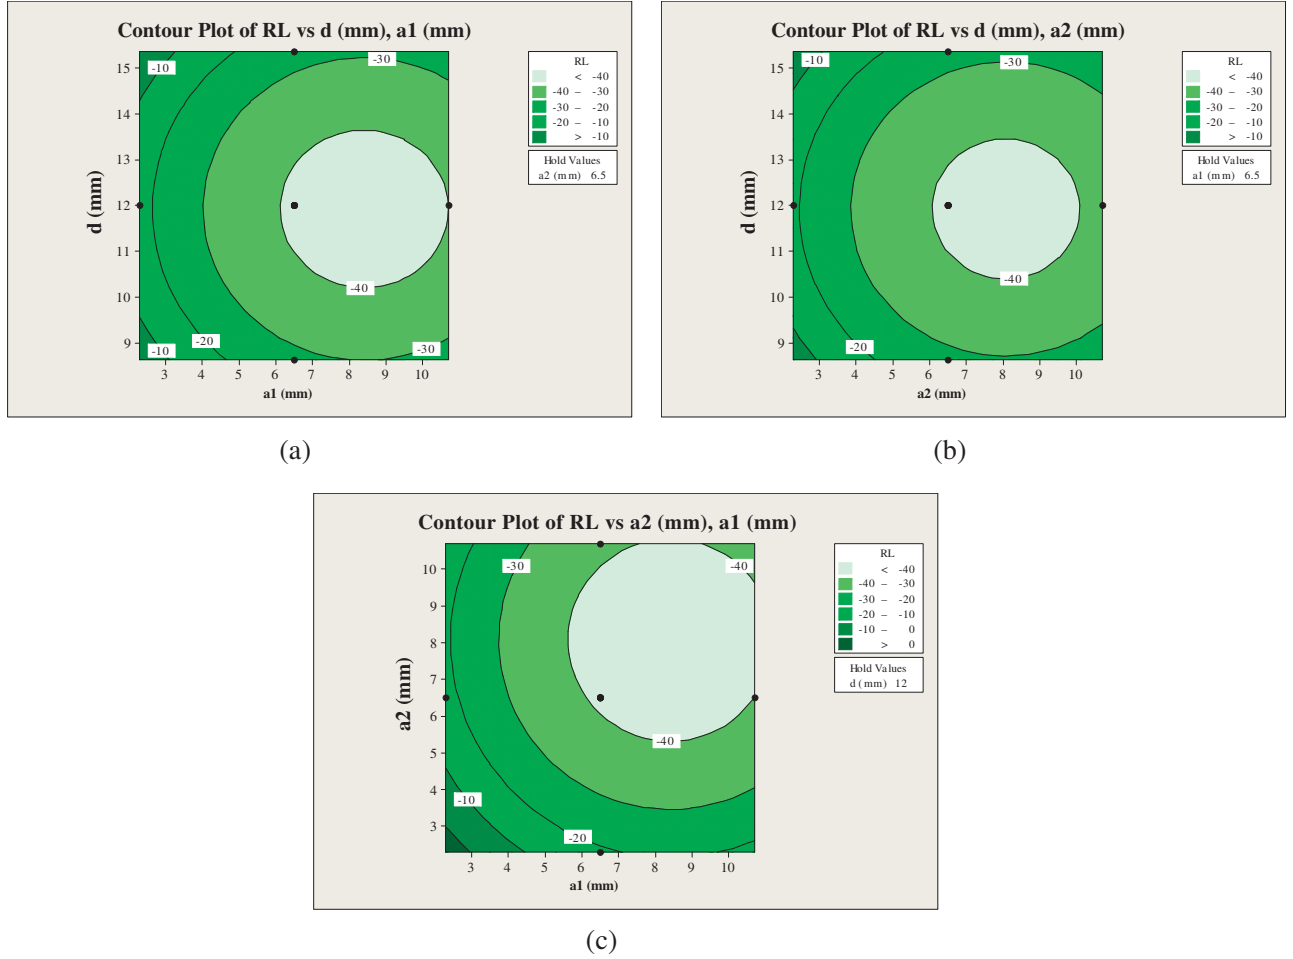 Contour Plot of RL vs d (mm), a1 (mm)
-10
-30
-40
-10
-20
-30
15
14
13
12
11
10
9
d (mm)
3 4 5 6 7 8 9 10
a1 (mm)
RL
< -40
-40 – -30
-30 – -20
-20 – -10
> -10
Hold Values
a2 (mm) 6.5
(a)
Contour Plot of RL vs d (mm), a2 (mm)
-10
-30
-40
-20
15
14
13
12
11
10
9
d (mm)
3 4 5 6 7 8 9 10
a2 (mm)
RL
< -40
-40 – -30
-30 – -20
-20 – -10
> -10
Hold Values
a1 (mm) 6.5
(b)
Contour Plot of RL vs a2 (mm), a1 (mm)
-30
-40
-40
-10
-20
10
9
8
7
6
5
4
3
a2 (mm)
3 4 5 6 7 8 9 10
a1 (mm)
RL
< -40
-40 – -30
-30 – -20
-20 – -10
-10 – 0
> 0
Hold Values
d (mm) 12
(c)